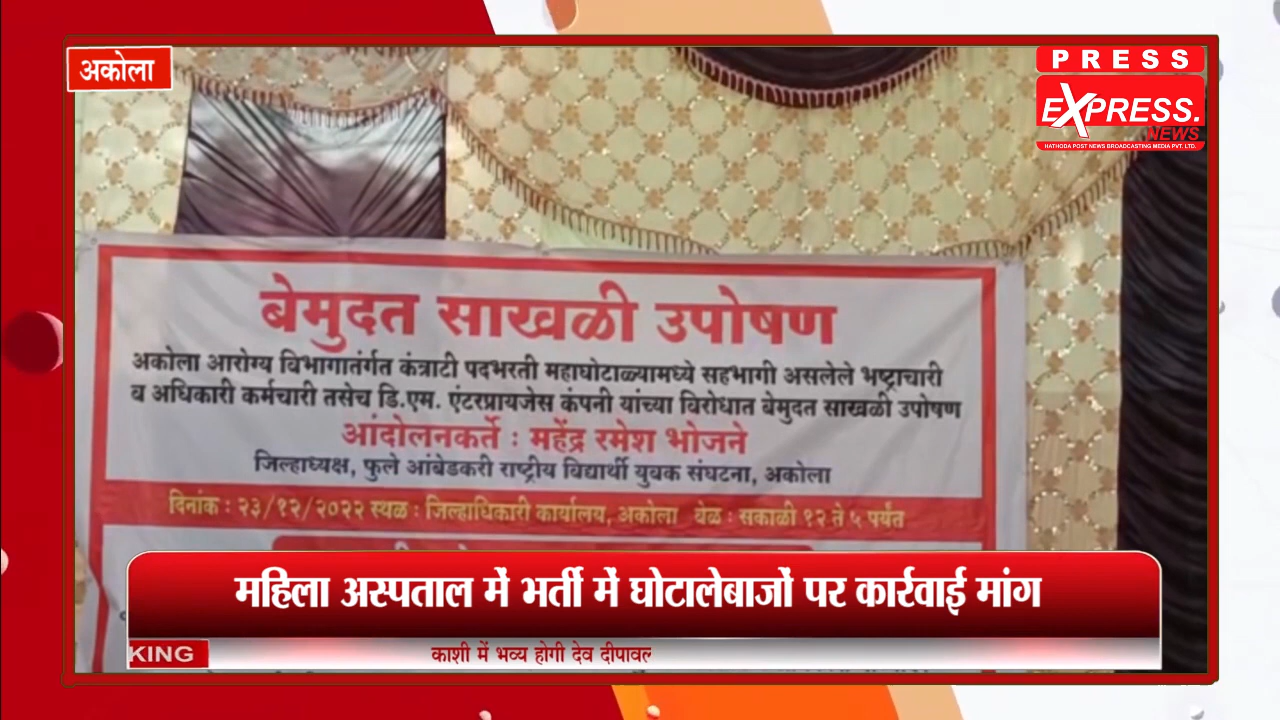 अकोला
PRESS
EXPRESS.
NEWS
HATHODA POST NEWS BROADCASTING MEDIA PVT. LTD.
बेमुदत साखळी उपोषण
अकोला आरोग्य विभागातंर्गत कंत्राटी पदभरती महाघोटाळ्यामध्ये सहभागी असलेले भष्ट्राचारी
व अधिकारी कर्मचारी तसेच डि.एम. एंटरप्रायजेस कंपनी यांच्या विरोधात बेमुदत साखळी उपोषण
आंदोलनकर्ते : महेंद्र रमेश भोजने
जिल्हाध्यक्ष, फुले आंबेडकरी राष्ट्रीय विद्यार्थी युवक संघटना, अकोला
दिनांक : २३/१२/२०२२ स्थळ : जिल्हाधिकारी कार्यालय, अकोला वेळ : सकाळी १२ ते ५ पर्यंत
महिला अस्पताल में भर्ती में घोटालेबाजों पर कार्रवाई मांग
KING
काशी में भव्य होगी देव दीपावल